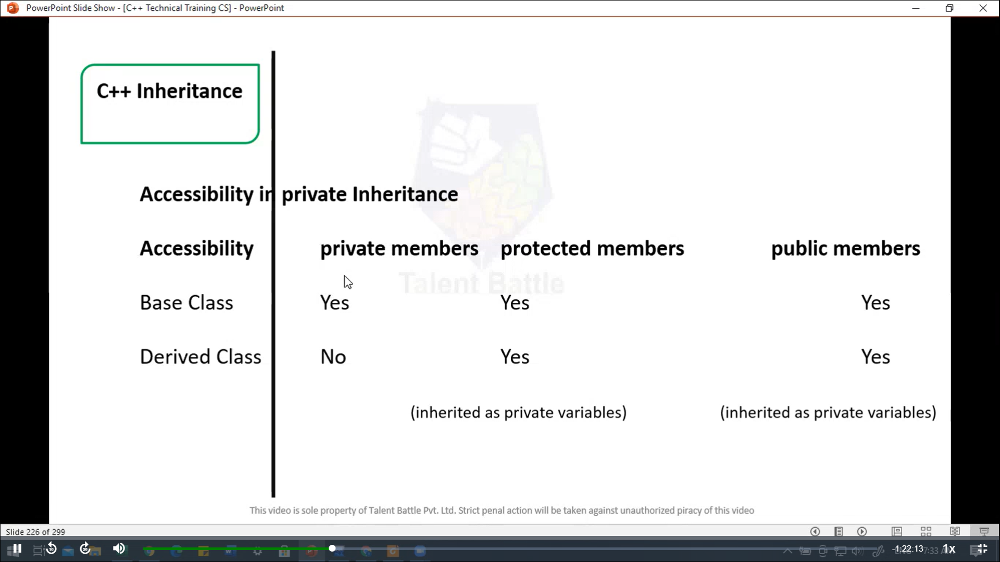 PowerPoint Slide Show - [C++ Technical Training CS] - PowerPoint
C++ Inheritance
Accessibility in private Inheritance
Accessibility private members protected members public members
Talent Battle
Base Class Yes Yes Yes
Derived Class No Yes Yes
(inherited as private variables) (inherited as private variables)
This video is sole property of Talent Battle Pvt. Ltd. Strict penal action will be taken against unauthorized piracy of this video
Slide 226 of 299
10 30 -1:22:13 1x